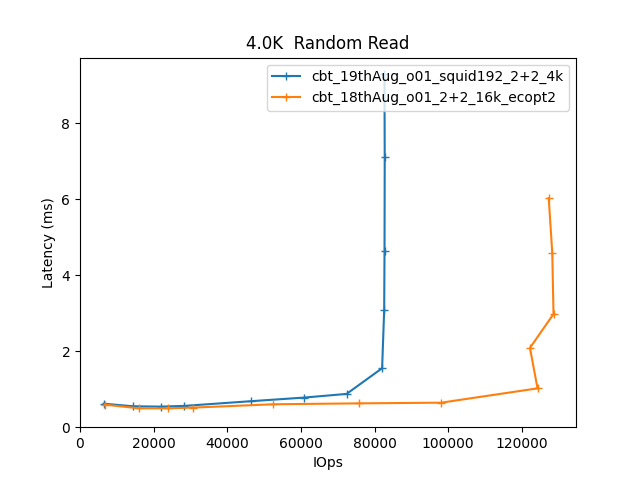 4.0K  Random Read
cbt_19thAug_o01_squid192_2+2_4k
cbt_18thAug_o01_2+2_16k_ecopt2
Latency (ms)
8
6
4
2
0
0 20000 40000 60000 80000 100000 120000
IOps